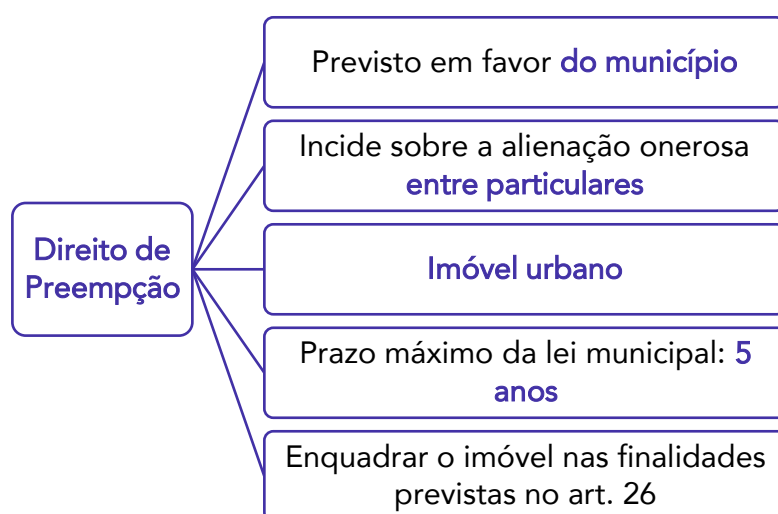 Previsto em favor do município
Incide sobre a alienação onerosa
entre particulares
Direito de
Preempção
Imóvel urbano
Prazo máximo da lei municipal: 5
anos
Enquadrar o imóvel nas finalidades
previstas no art. 26